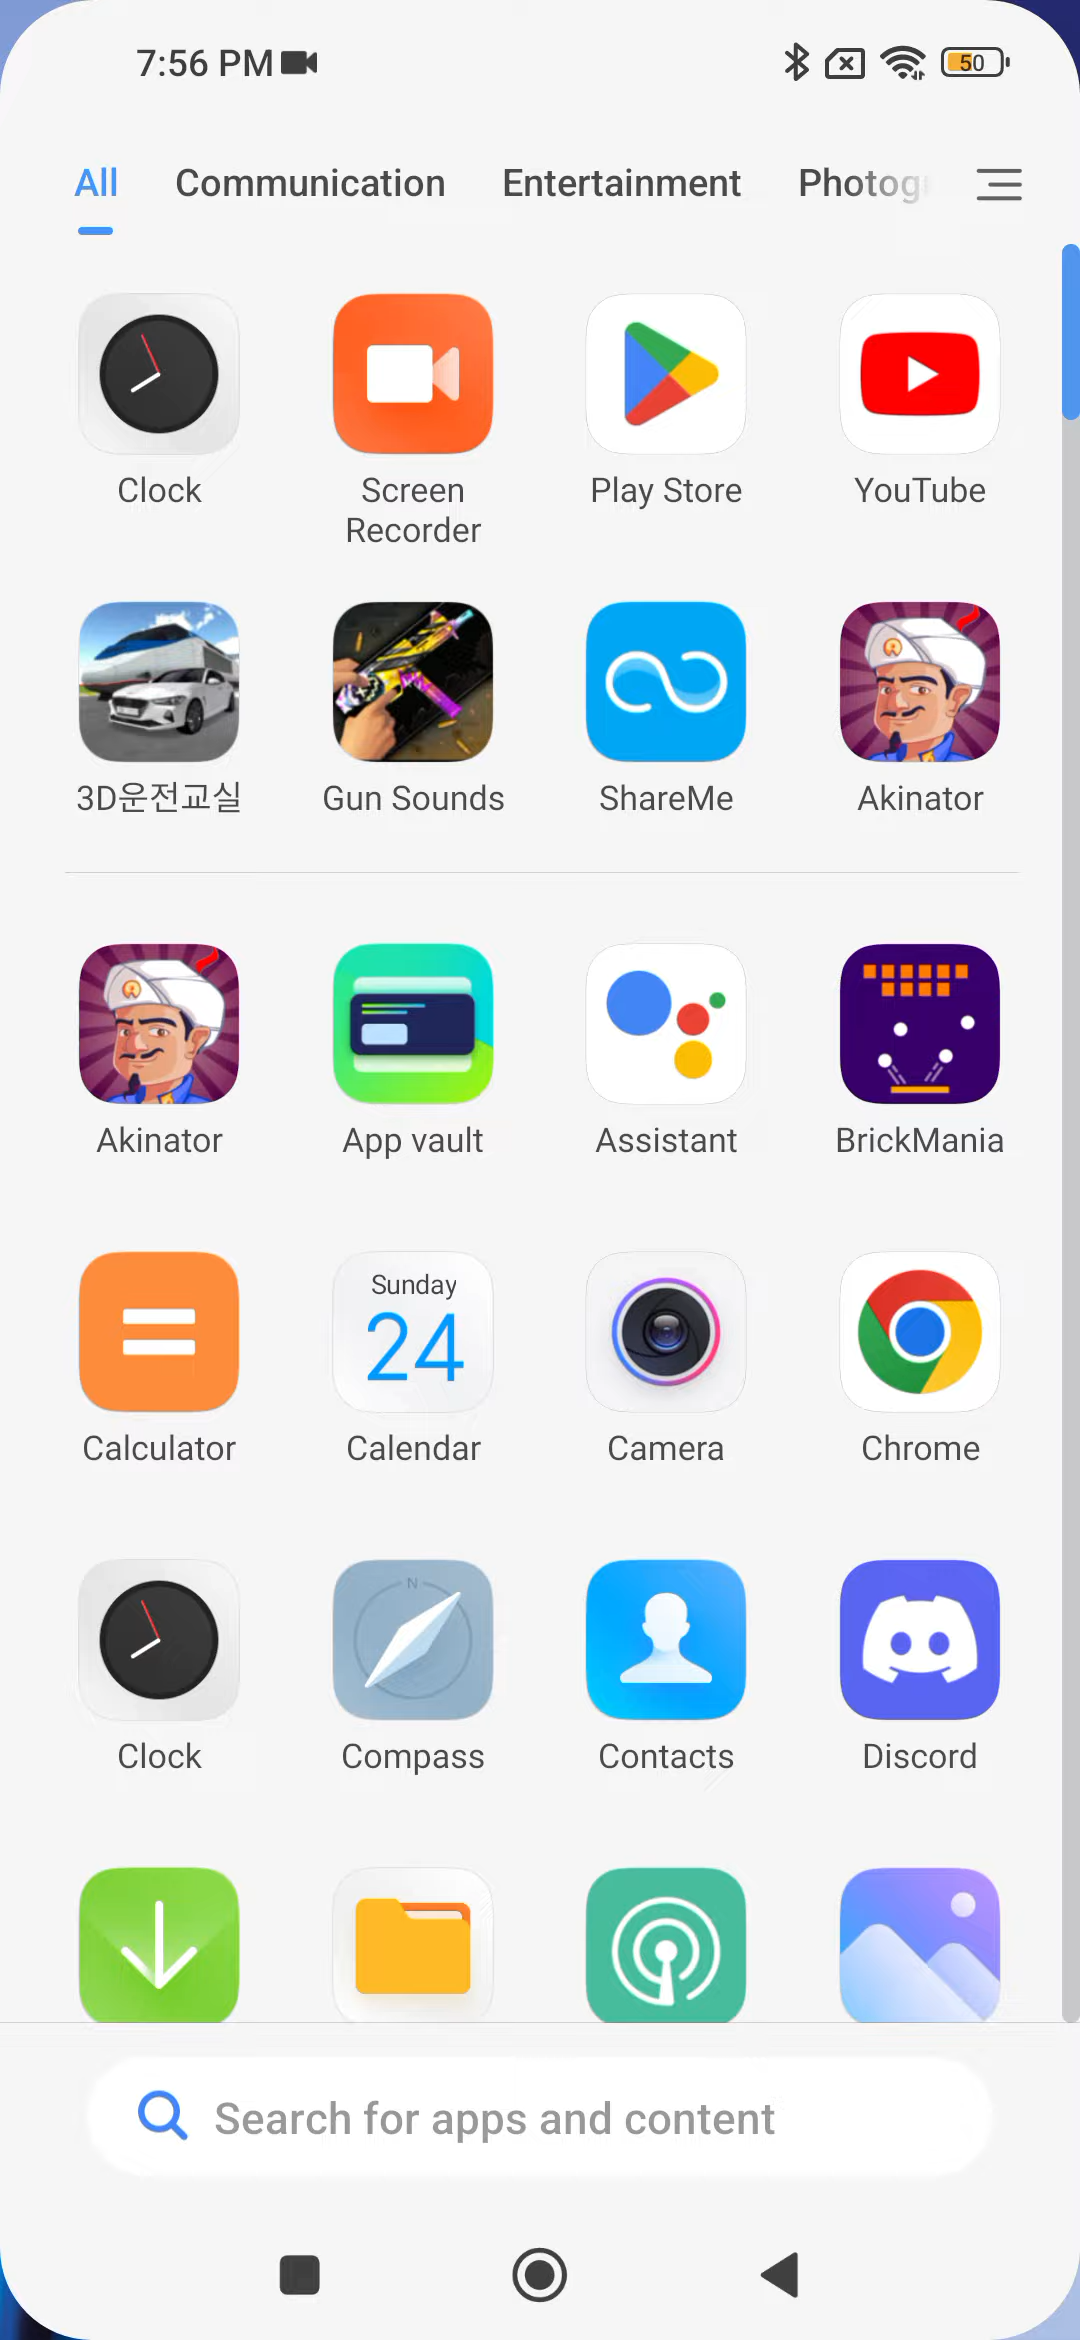 7:56 PM 50
All Communication Entertainment Photog
Clock Screen Recorder Play Store YouTube
3D운전교실 Gun Sounds ShareMe Akinator
Akinator App vault Assistant BrickMania
Sunday
24
Calculator Calendar Camera Chrome
N
Clock Compass Contacts Discord
Search for apps and content